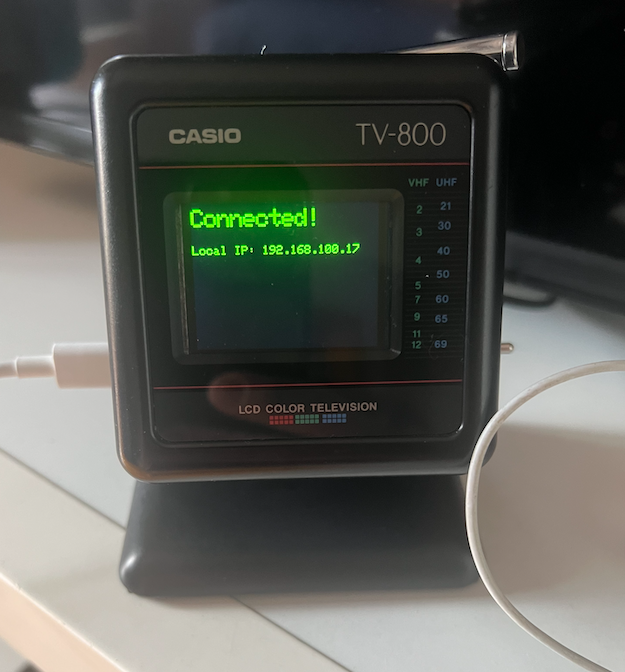 CASIO TV-800
VHF UHF
2 21
3 30
4 40
50
5
7 60
9 65
11
12 69
Connected!
Local IP: 192.168.100.17
LCD COLOR TELEVISION